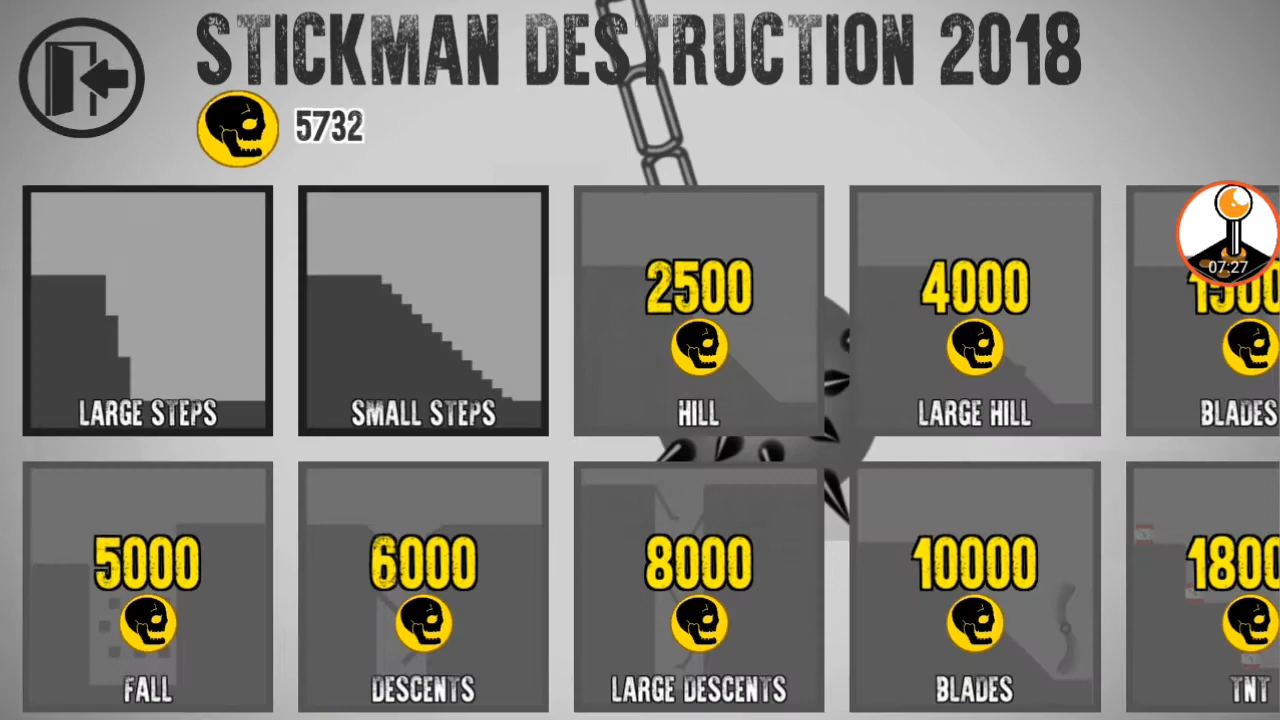 STICKMAN DESTRUCTION 2018
5732
07:27
2500
4000
LARGE STEPS
SMALL STEPS
HILL
LARGE HILL
BLADES
5000
6000
8000
10000
1800
FALL
DESCENTS
LARGE DESCENTS
BLADES
TNT